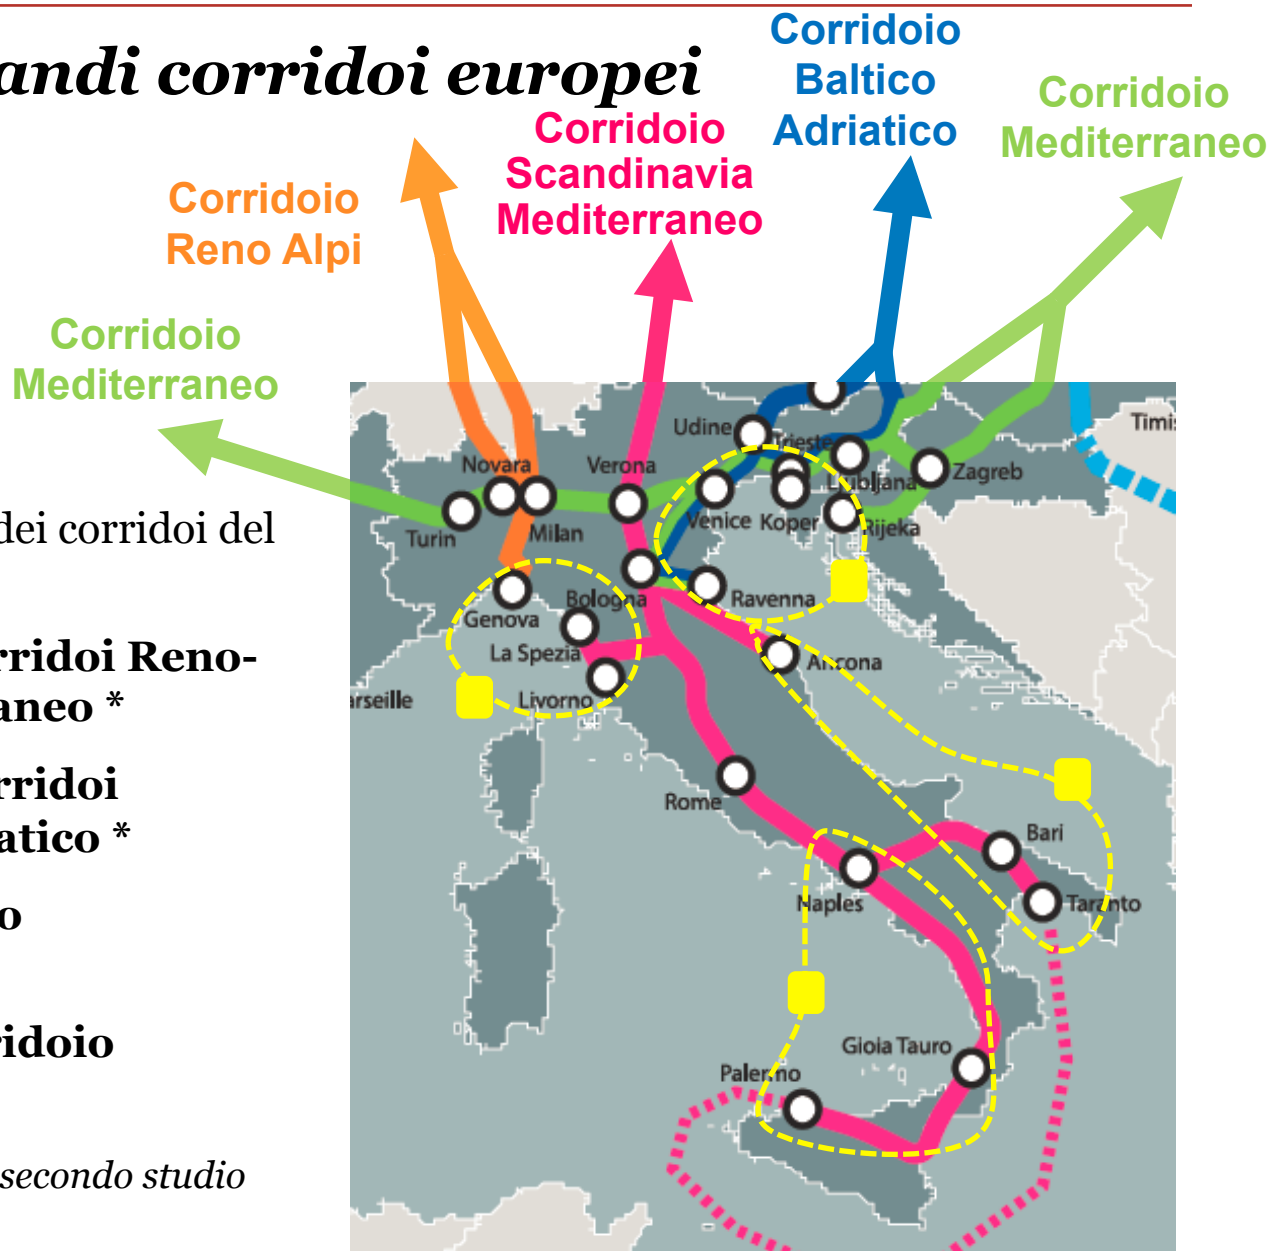 andi corridoi europei
Corridoio
Baltico
Adriatico
Corridoio
Mediterraneo
Corridoio
Scandinavia
Mediterraneo
Corridoio
Reno Alpi
Corridoio
Mediterraneo
dei corridoi del
rridoi Reno-
aneo *
rridoi
atico *
o
ridoio
secondo studio
Udine
Trieste
Timi
Novara
Verona
Ljubljana
Zagreb
Turin
Milan
Venice
Koper
Rijeka
Bologna
Ravenna
Genova
La Spezia
Ancona
arseille
Livorno
Rome
Bari
Naples
Taranto
Gioia Tauro
Palermo